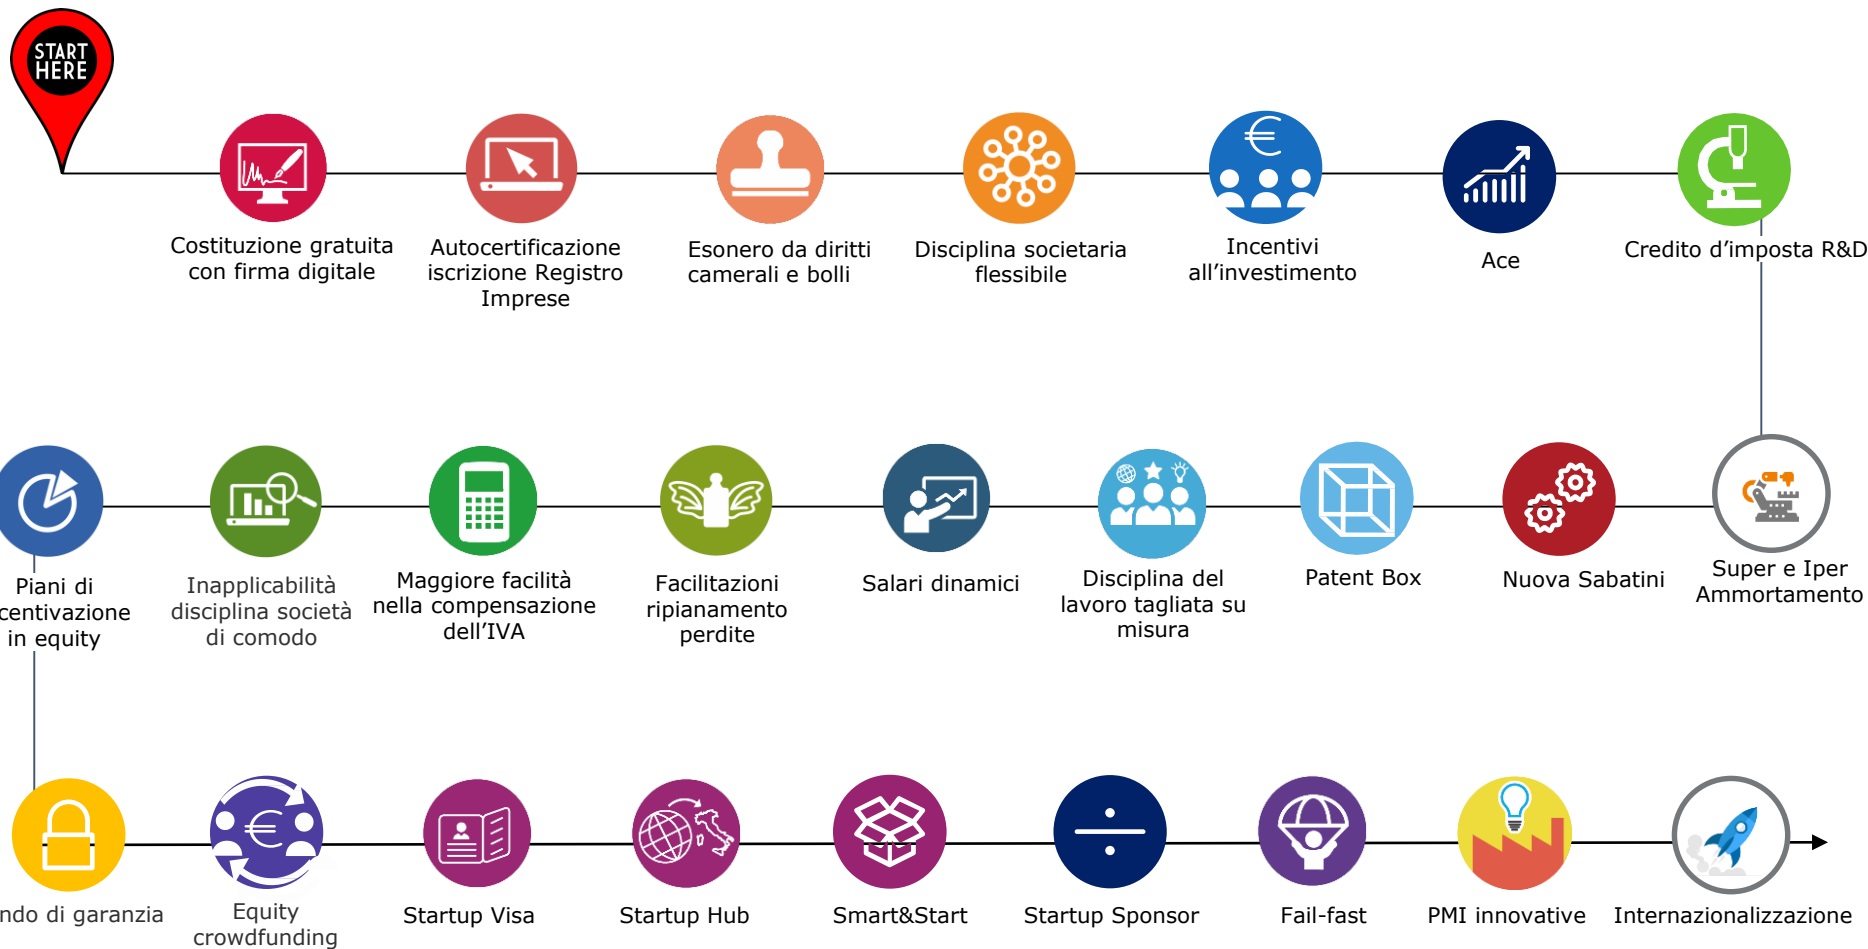 START
HERE
Costituzione gratuita
con firma digitale
Autocertificazione
iscrizione Registro
Imprese
Esonero da diritti
camerali e bolli
Disciplina societaria
flessibile
Incentivi
all'investimento
Ace
Credito d'imposta R&D
Piani di
centivazione
in equity
Inapplicabilità
disciplina società
di comodo
Maggiore facilità
nella compensazione
dell'IVA
Facilitazioni
ripianamento
perdite
Salari dinamici
Disciplina del
lavoro tagliata su
misura
Patent Box
Nuova Sabatini
Super e Iper
Ammortamento
ndo di garanzia
Equity
crowdfunding
Startup Visa
Startup Hub
Smart&Start
Startup Sponsor
Fail-fast
PMI innovative
Internazionalizzazione